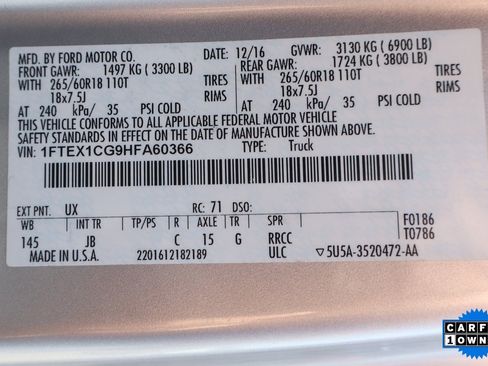 MFD. BY FORD MOTOR CO. DATE: 12/16 GVWR: 3130 KG ( 6900 LB)
FRONT GAWR: 1497 KG ( 3300 LB) REAR GAWR: 1724 KG ( 3800 LB)
WITH 265/60R18 110T TIRES WITH 265/60R18 110T TIRES
18x7.5J RIMS 18x7.5J RIMS
AT 240 kPa/ 35 PSI COLD AT 240 kPa/ 35 PSI COLD
THIS VEHICLE CONFORMS TO ALL APPLICABLE FEDERAL MOTOR VEHICLE
SAFETY STANDARDS IN EFFECT ON THE DATE OF MANUFACTURE SHOWN ABOVE.
VIN: 1FTEX1CG9HFA60366 TYPE: Truck
EXT PNT: UX RC: 71 DSO:
WB INT TR TP/PS R AXLE TR SPR F0186
145 JB C 15 G RRCC T0786
MADE IN U.S.A. 2201612182189 ULC ▽5U5A-3520472-AA
CARF
1 OWN